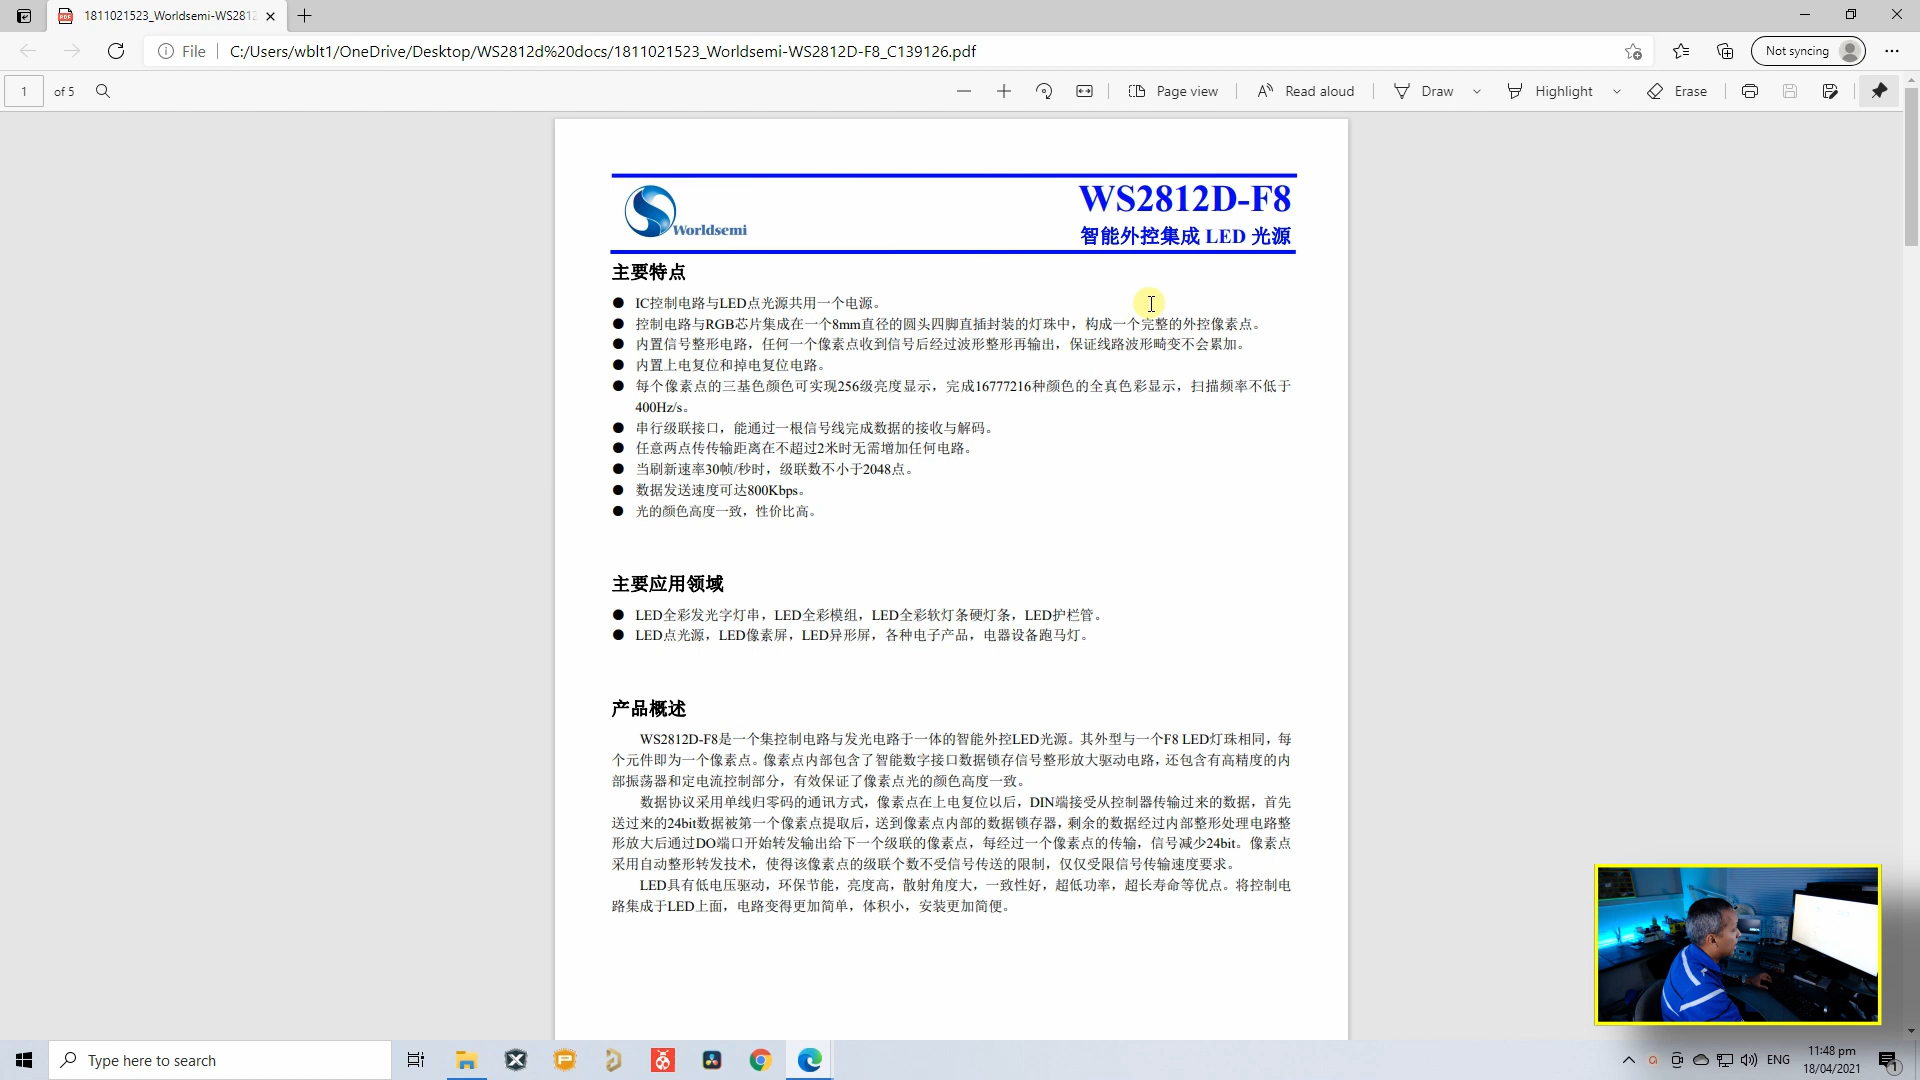 1811021523_Worldsemi-WS2812
File
C:/Users/wblt1/OneDrive/Desktop/WS2812d%20docs/1811021523_Worldsemi-WS2812D-F8_C139126.pdf
Not syncing
1 of 5
Page view
Read aloud
Draw
Highlight
Erase
Worldsemi
WS2812D-F8
智能外控集成 LED 光源
主要特点
● IC控制电路与LED点光源共用一个电源。
● 控制电路与RGB芯片集成在一个8mm直径的圆头四脚直插封装的灯珠中，构成一个完整的外控像素点。
● 内置信号整形电路，任何一个像素点收到信号后经过波形整形再输出，保证线路波形畸变不会累加。
● 内置上电复位和掉电复位电路。
● 每个像素点的三基色颜色可实现256级亮度显示，完成16777216种颜色的全真色彩显示，扫描频率不低于
400Hz/s。
● 串行级联接口，能通过一根信号线完成数据的接收与解码。
● 任意两点传传输距离在不超过2米时无需增加任何电路。
● 当刷新速率30帧/秒时，级联数不小于2048点。
● 数据发送速度可达800Kbps。
● 光的颜色高度一致，性价比高。
主要应用领域
● LED全彩发光字灯串，LED全彩模组，LED全彩软灯条硬灯条，LED护栏管。
● LED点光源，LED像素屏，LED异形屏，各种电子产品，电器设备跑马灯。
产品概述
WS2812D-F8是一个集控制电路与发光电路于一体的智能外控LED光源。其外型与一个F8 LED灯珠相同，每
个元件即为一个像素点。像素点内部包含了智能数字接口数据锁存信号整形放大驱动电路，还包含有高精度的内
部振荡器和定电流控制部分，有效保证了像素点光的颜色高度一致。
数据协议采用单线归零码的通讯方式，像素点在上电复位以后，DIN端接受从控制器传输过来的数据，首先
送过来的24bit数据被第一个像素点提取后，送到像素点内部的数据锁存器，剩余的数据经过内部整形处理电路整
形放大后通过DO端口开始转发输出给下一个级联的像素点，每经过一个像素点的传输，信号减少24bit。像素点
采用自动整形转发技术，使得该像素点的级联个数不受信号传送的限制，仅仅受限信号传输速度要求。
LED具有低电压驱动，环保节能，亮度高，散射角度大，一致性好，超低功率，超长寿命等优点。将控制电
路集成于LED上面，电路变得更加简单，体积小，安装更加简便。
Type here to search
ENG
11:48 pm
18/04/2021
1